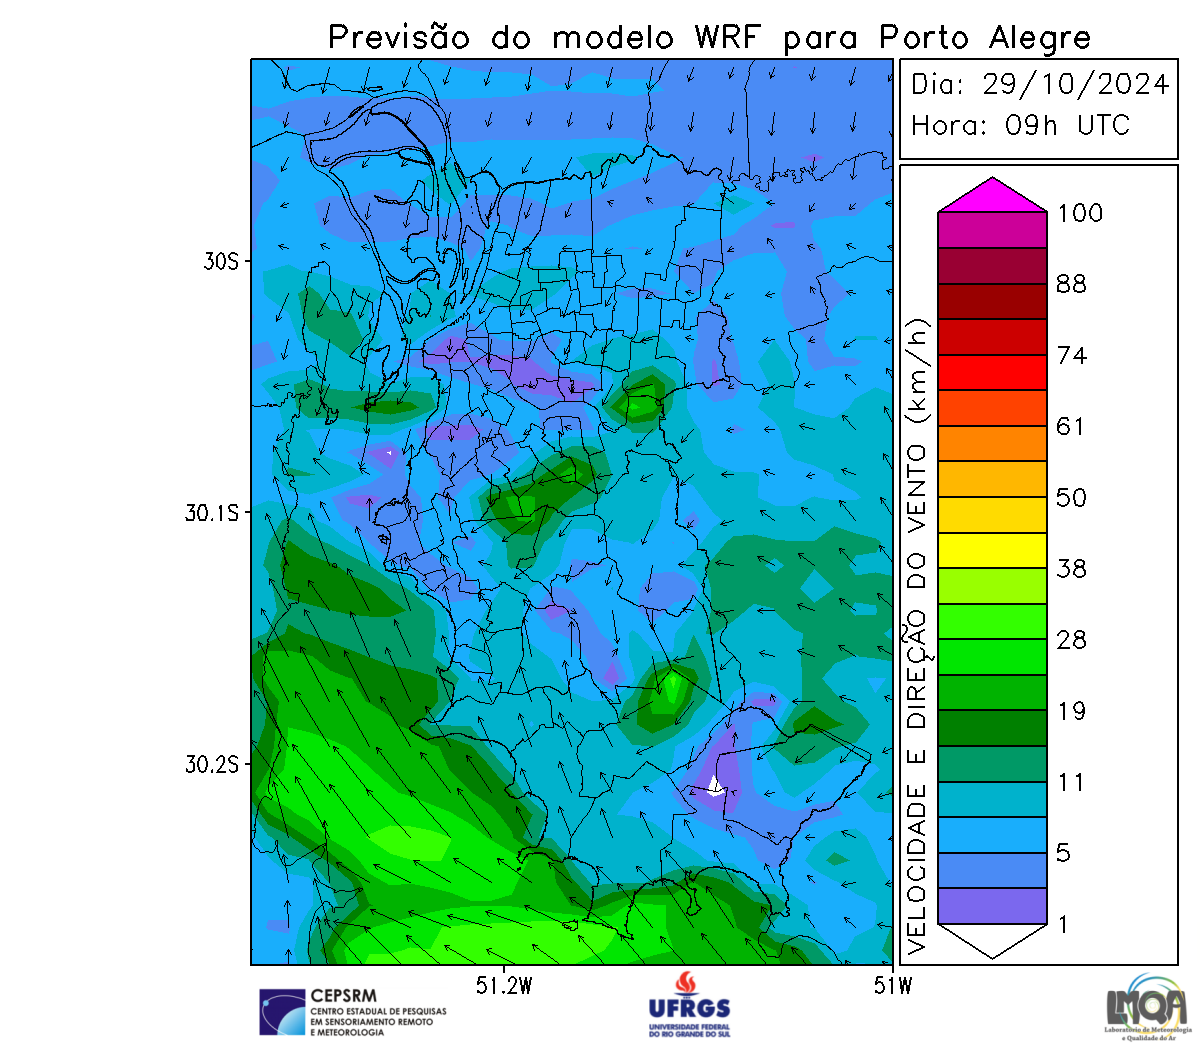 Previsão do modelo WRF para Porto Alegre
Dia: 29/10/2024
Hora: 09h UTC
30S
30.1S
30.2S
51.2W
51W
VELOCIDADE E DIREÇÃO DO VENTO (km/h)
100
88
74
61
50
38
28
19
11
5
1
CEPSRM
CENTRO ESTADUAL DE PESQUISAS
EM SENSORIAMENTO REMOTO
E METEOROLOGIA
UFRGS
UNIVERSIDADE FEDERAL
DO RIO GRANDE DO SUL
LMQA
Laboratório de Meteorologia
e Qualidade do Ar